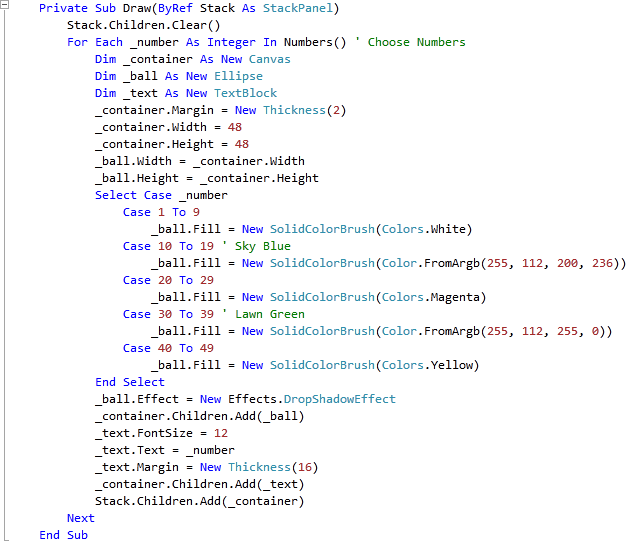 Private Sub Draw(ByRef Stack As StackPanel)
    Stack.Children.Clear()
    For Each _number As Integer In Numbers() ' Choose Numbers
        Dim _container As New Canvas
        Dim _ball As New Ellipse
        Dim _text As New TextBlock
        _container.Margin = New Thickness(2)
        _container.Width = 48
        _container.Height = 48
        _ball.Width = _container.Width
        _ball.Height = _container.Height
        Select Case _number
            Case 1 To 9
                _ball.Fill = New SolidColorBrush(Colors.White)
            Case 10 To 19 ' Sky Blue
                _ball.Fill = New SolidColorBrush(Color.FromArgb(255, 112, 200, 236))
            Case 20 To 29
                _ball.Fill = New SolidColorBrush(Colors.Magenta)
            Case 30 To 39 ' Lawn Green
                _ball.Fill = New SolidColorBrush(Color.FromArgb(255, 112, 255, 0))
            Case 40 To 49
                _ball.Fill = New SolidColorBrush(Colors.Yellow)
        End Select
        _ball.Effect = New Effects.DropShadowEffect
        _container.Children.Add(_ball)
        _text.FontSize = 12
        _text.Text = _number
        _text.Margin = New Thickness(16)
        _container.Children.Add(_text)
        Stack.Children.Add(_container)
    Next
End Sub